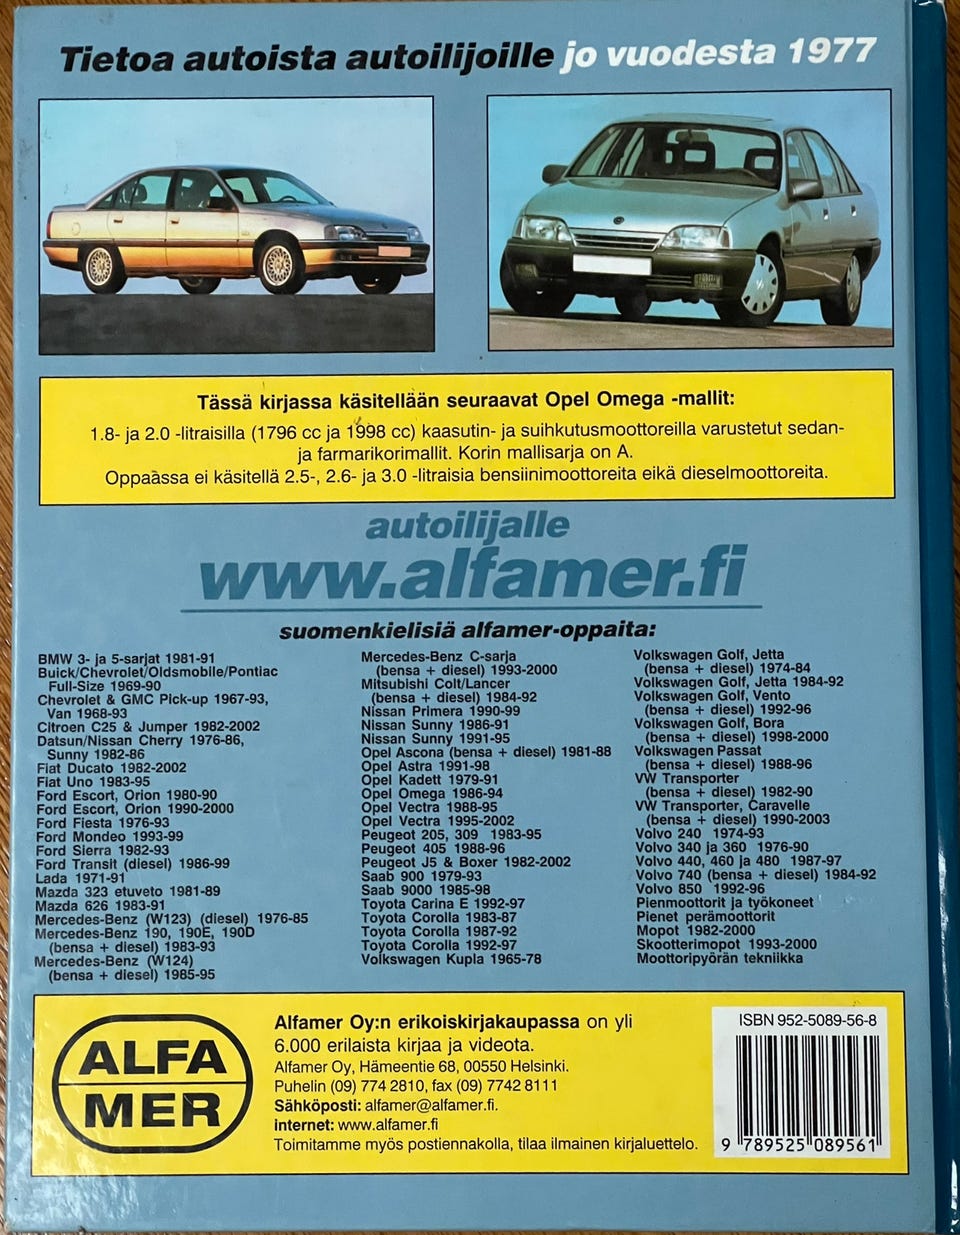 Tietoa autoista autoilijoille jo vuodesta 1977
Tässä kirjassa käsitellään seuraavat Opel Omega -mallit:
1.8- ja 2.0 -litraisilla (1796 cc ja 1998 cc) kaasutin- ja suihkutusmoottoreilla varustetut sedan-
ja farmarikorimallit. Korin mallisarja on A.
Oppaassa ei käsitellä 2.5-, 2.6- ja 3.0 -litraisia bensiinimoottoreita eikä dieselmoottoreita.
autoilijalle
www.alfamer.fi
suomenkielisiä alfamer-oppaita:
BMW 3- ja 5-sarjat 1981-91
Buick/Chevrolet/Oldsmobile/Pontiac
Full-Size 1969-90
Chevrolet & GMC Pick-up 1967-93,
Van 1968-93
Citroen C25 & Jumper 1982-2002
Datsun/Nissan Cherry 1976-86,
Sunny 1982-86
Fiat Ducato 1982-2002
Fiat Uno 1983-95
Ford Escort, Orion 1980-90
Ford Escort, Orion 1990-2000
Ford Fiesta 1976-93
Ford Mondeo 1993-99
Ford Sierra 1982-93
Ford Transit (diesel) 1986-99
Lada 1971-91
Mazda 323 etuveto 1981-89
Mazda 626 1983-91
Mercedes-Benz (W123) (diesel) 1976-85
Mercedes-Benz 190, 190E, 190D
(bensa + diesel) 1983-93
Mercedes-Benz (W124)
(bensa + diesel) 1985-95
Mercedes-Benz C-sarja
(bensa + diesel) 1993-2000
Mitsubishi Colt/Lancer
(bensa + diesel) 1984-92
Nissan Primera 1990-99
Nissan Sunny 1986-91
Nissan Sunny 1991-95
Opel Ascona (bensa + diesel) 1981-88
Opel Astra 1991-98
Opel Kadett 1979-91
Opel Omega 1986-94
Opel Vectra 1988-95
Opel Vectra 1995-2002
Peugeot 205, 309 1983-95
Peugeot 405 1988-96
Peugeot J5 & Boxer 1982-2002
Saab 900 1979-93
Saab 9000 1985-98
Toyota Carina E 1992-97
Toyota Corolla 1983-87
Toyota Corolla 1987-92
Toyota Corolla 1992-97
Volkswagen Kupla 1965-78
Volkswagen Golf, Jetta
(bensa + diesel) 1974-84
Volkswagen Golf, Jetta 1984-92
Volkswagen Golf, Vento
(bensa + diesel) 1992-96
Volkswagen Golf, Bora
(bensa + diesel) 1998-2000
Volkswagen Passat
(bensa + diesel) 1988-96
VW Transporter
(bensa + diesel) 1982-90
VW Transporter, Caravelle
(bensa + diesel) 1990-2003
Volvo 240 1974-93
Volvo 340 ja 360 1976-90
Volvo 440, 460 ja 480 1987-97
Volvo 740 (bensa + diesel) 1984-92
Volvo 850 1992-96
Pienmoottorit ja työkoneet
Pienet perämoottorit
Mopot 1982-2000
Skootterimopot 1993-2000
Moottoripyörän tekniikka
ALFA
MER
Alfamer Oy:n erikoiskirjakaupassa on yli
6.000 erilaista kirjaa ja videota.
Alfamer Oy, Hämeentie 68, 00550 Helsinki.
Puhelin (09) 774 2810, fax (09) 7742 8111
Sähköposti: alfamer@alfamer.fi.
internet: www.alfamer.fi
Toimitamme myös postiennakolla, tilaa ilmainen kirjaluettelo.
ISBN 952-5089-56-8
9 789525 089561